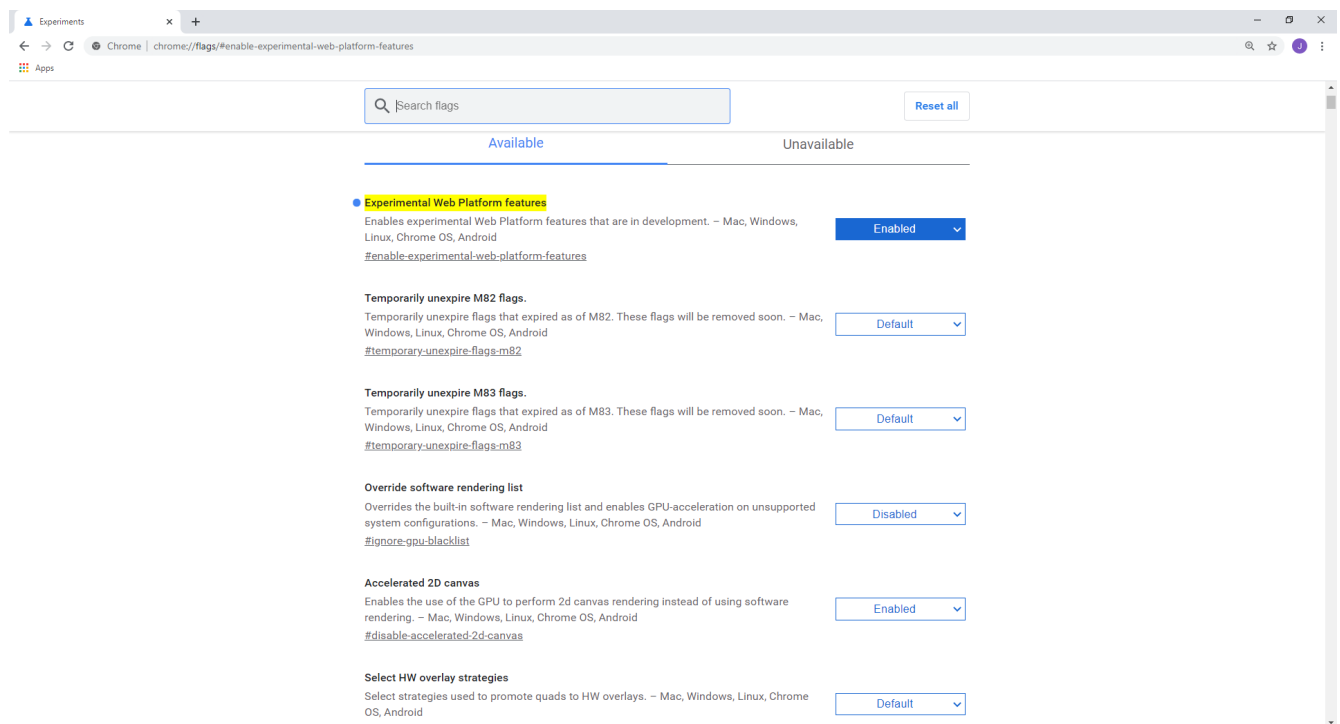 Experiments
Chrome | chrome://flags/#enable-experimental-web-platform-features
J
Apps
Search flags
Reset all
Available
Unavailable
Experimental Web Platform features
Enables experimental Web Platform features that are in development. – Mac, Windows,
Linux, Chrome OS, Android
#enable-experimental-web-platform-features
Enabled
Temporarily unexpire M82 flags.
Temporarily unexpire flags that expired as of M82. These flags will be removed soon. – Mac,
Windows, Linux, Chrome OS, Android
#temporary-unexpire-flags-m82
Default
Temporarily unexpire M83 flags.
Temporarily unexpire flags that expired as of M83. These flags will be removed soon. – Mac,
Windows, Linux, Chrome OS, Android
#temporary-unexpire-flags-m83
Default
Override software rendering list
Overrides the built-in software rendering list and enables GPU-acceleration on unsupported
system configurations. – Mac, Windows, Linux, Chrome OS, Android
#ignore-gpu-blacklist
Disabled
Accelerated 2D canvas
Enables the use of the GPU to perform 2d canvas rendering instead of using software
rendering. – Mac, Windows, Linux, Chrome OS, Android
#disable-accelerated-2d-canvas
Enabled
Select HW overlay strategies
Select strategies used to promote quads to HW overlays. – Mac, Windows, Linux, Chrome
OS, Android
Default